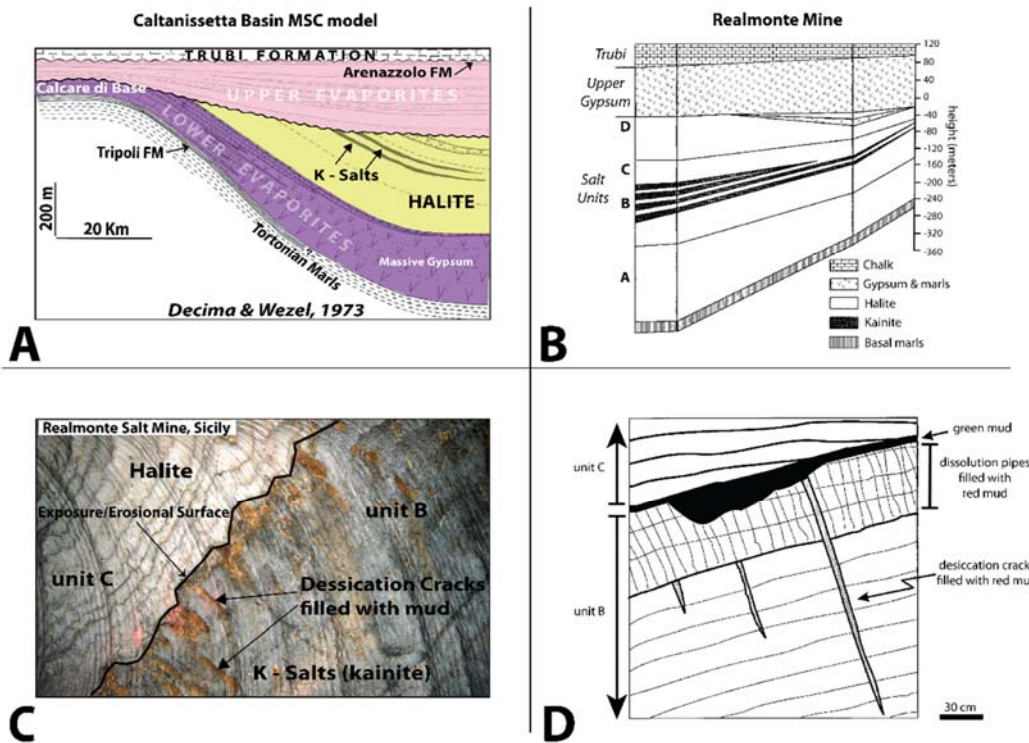 Caltanissetta Basin MSC model
TRUBI FORMATION
Arenazzolo FM
Calcare di Base
UPPER EVAPORITES
LOWER EVAPORITES
Tripoli FM
K - Salts
HALITE
200 m
20 Km
Tortonian Marls
Massive Gypsum
Decima & Wezel, 1973
A
Realmonte Mine
Trubi
Upper
Gypsum
D
C
Salt
Units
B
A
120
80
40
0
-40
-80
-120
-160
-200
-240
-280
-320
-360
height (meters)
Chalk
Gypsum & marls
Halite
Kainite
Basal marls
B
Realmonte Salt Mine, Sicily
Halite
Exposure/Erosional Surface
unit B
unit C
Dessication Cracks
filled with mud
K - Salts (kainite)
C
green mud
unit C
dissolution pipes
filled with
red mud
desiccation crack
filled with red mud
unit B
30 cm
D